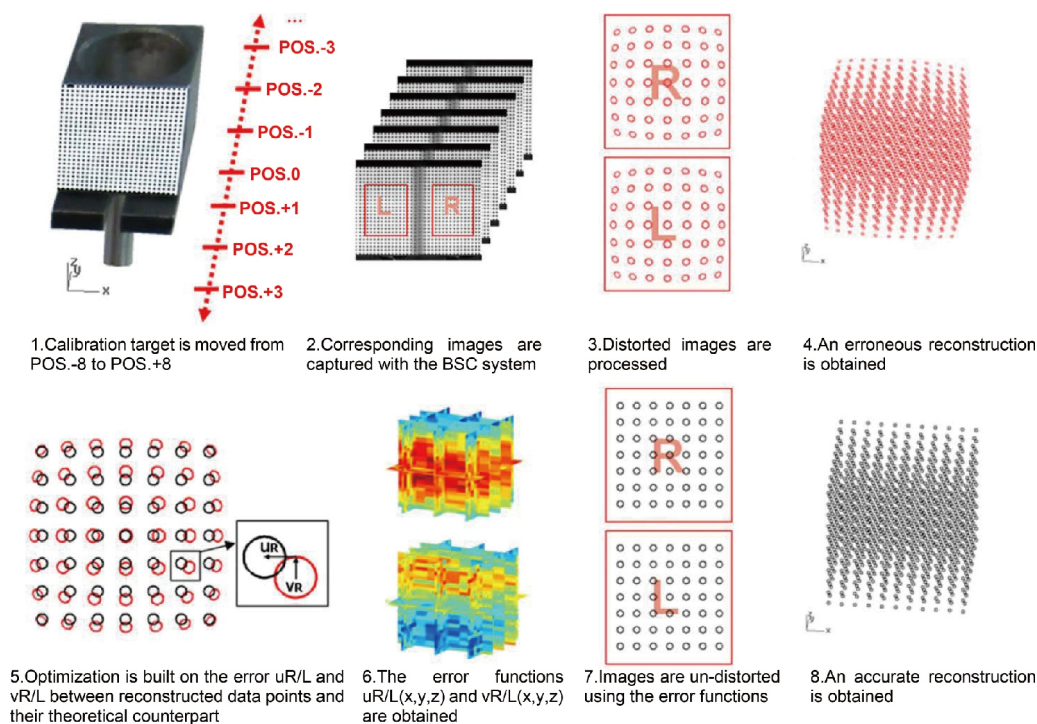 ...
POS.-3
POS.-2
POS.-1
POS.0
POS.+1
POS.+2
POS.+3
Z
y
x
L
R
R
L
Z
y
x
1.Calibration target is moved from
POS.-8 to POS.+8
2.Corresponding images are
captured with the BSC system
3.Distorted images are
processed
4.An erroneous reconstruction
is obtained
uR
vR
R
L
Z
y
x
5.Optimization is built on the error uR/L and
vR/L between reconstructed data points and
their theoretical counterpart
6.The error functions
uR/L(x,y,z) and vR/L(x,y,z)
are obtained
7.Images are un-distorted
using the error functions
8.An accurate reconstruction
is obtained